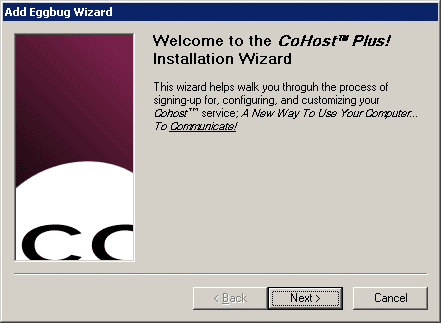 Add Eggbug Wizard
Welcome to the CoHost™ Plus!
Installation Wizard
This wizard helps walk you throguh the process of
signing-up for, configuring, and customizing your
Cohost™ service; A New Way To Use Your Computer...
To Communicate!
CO
< Back
Next >
Cancel